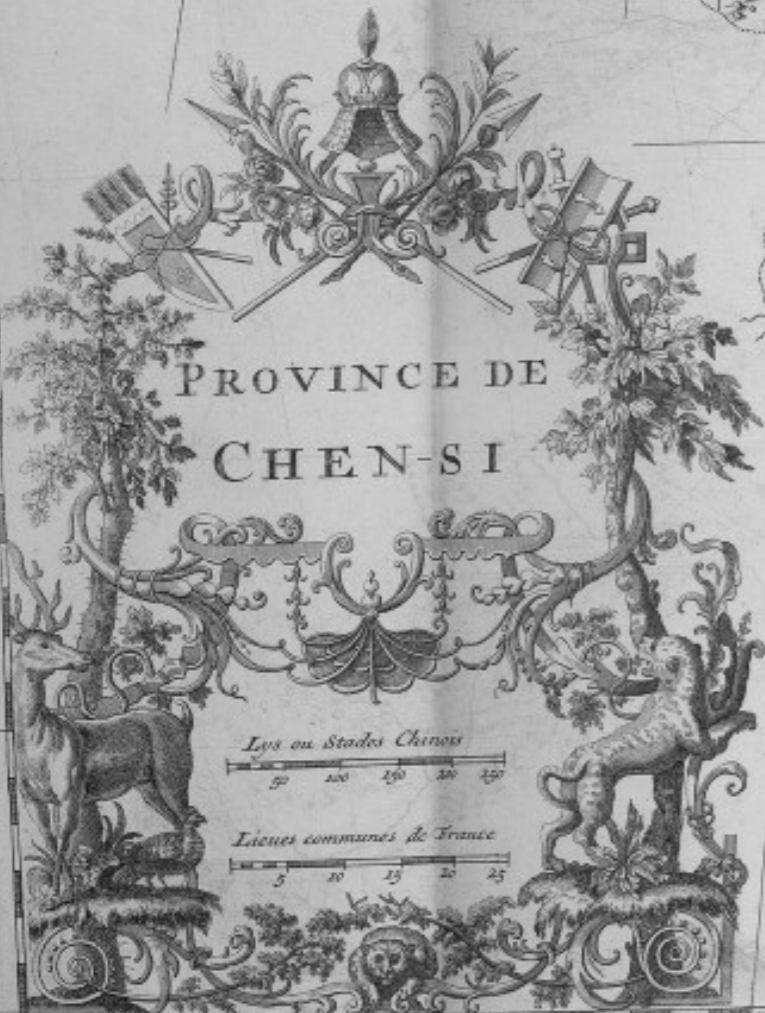 PROVINCE DE
CHEN-SI
Lys ou Stades Chinois
50 100 150 200 250
Lieues communes de France
5 10 15 20 25